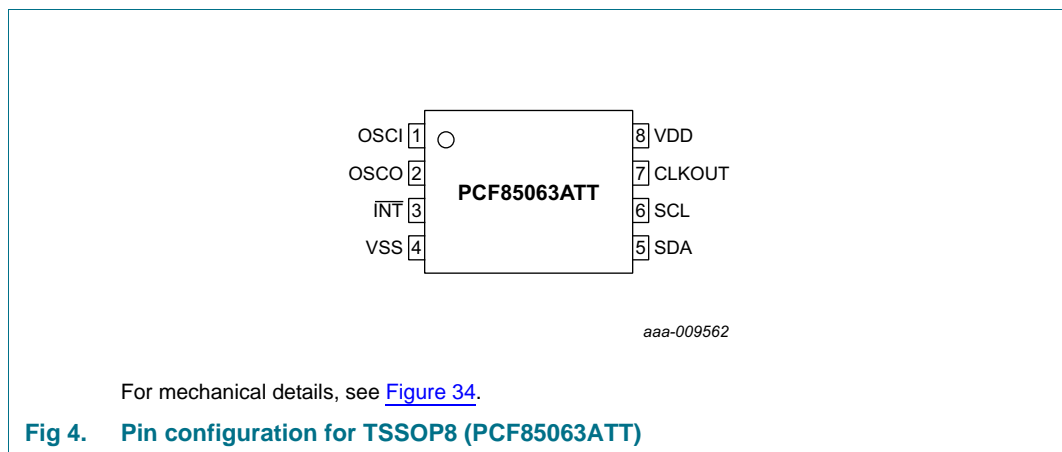 OSCI 1 8 VDD
OSCO 2 7 CLKOUT
PCF85063ATT
INT 3 6 SCL
VSS 4 5 SDA
aaa-009562
For mechanical details, see Figure 34.
Fig 4. Pin configuration for TSSOP8 (PCF85063ATT)